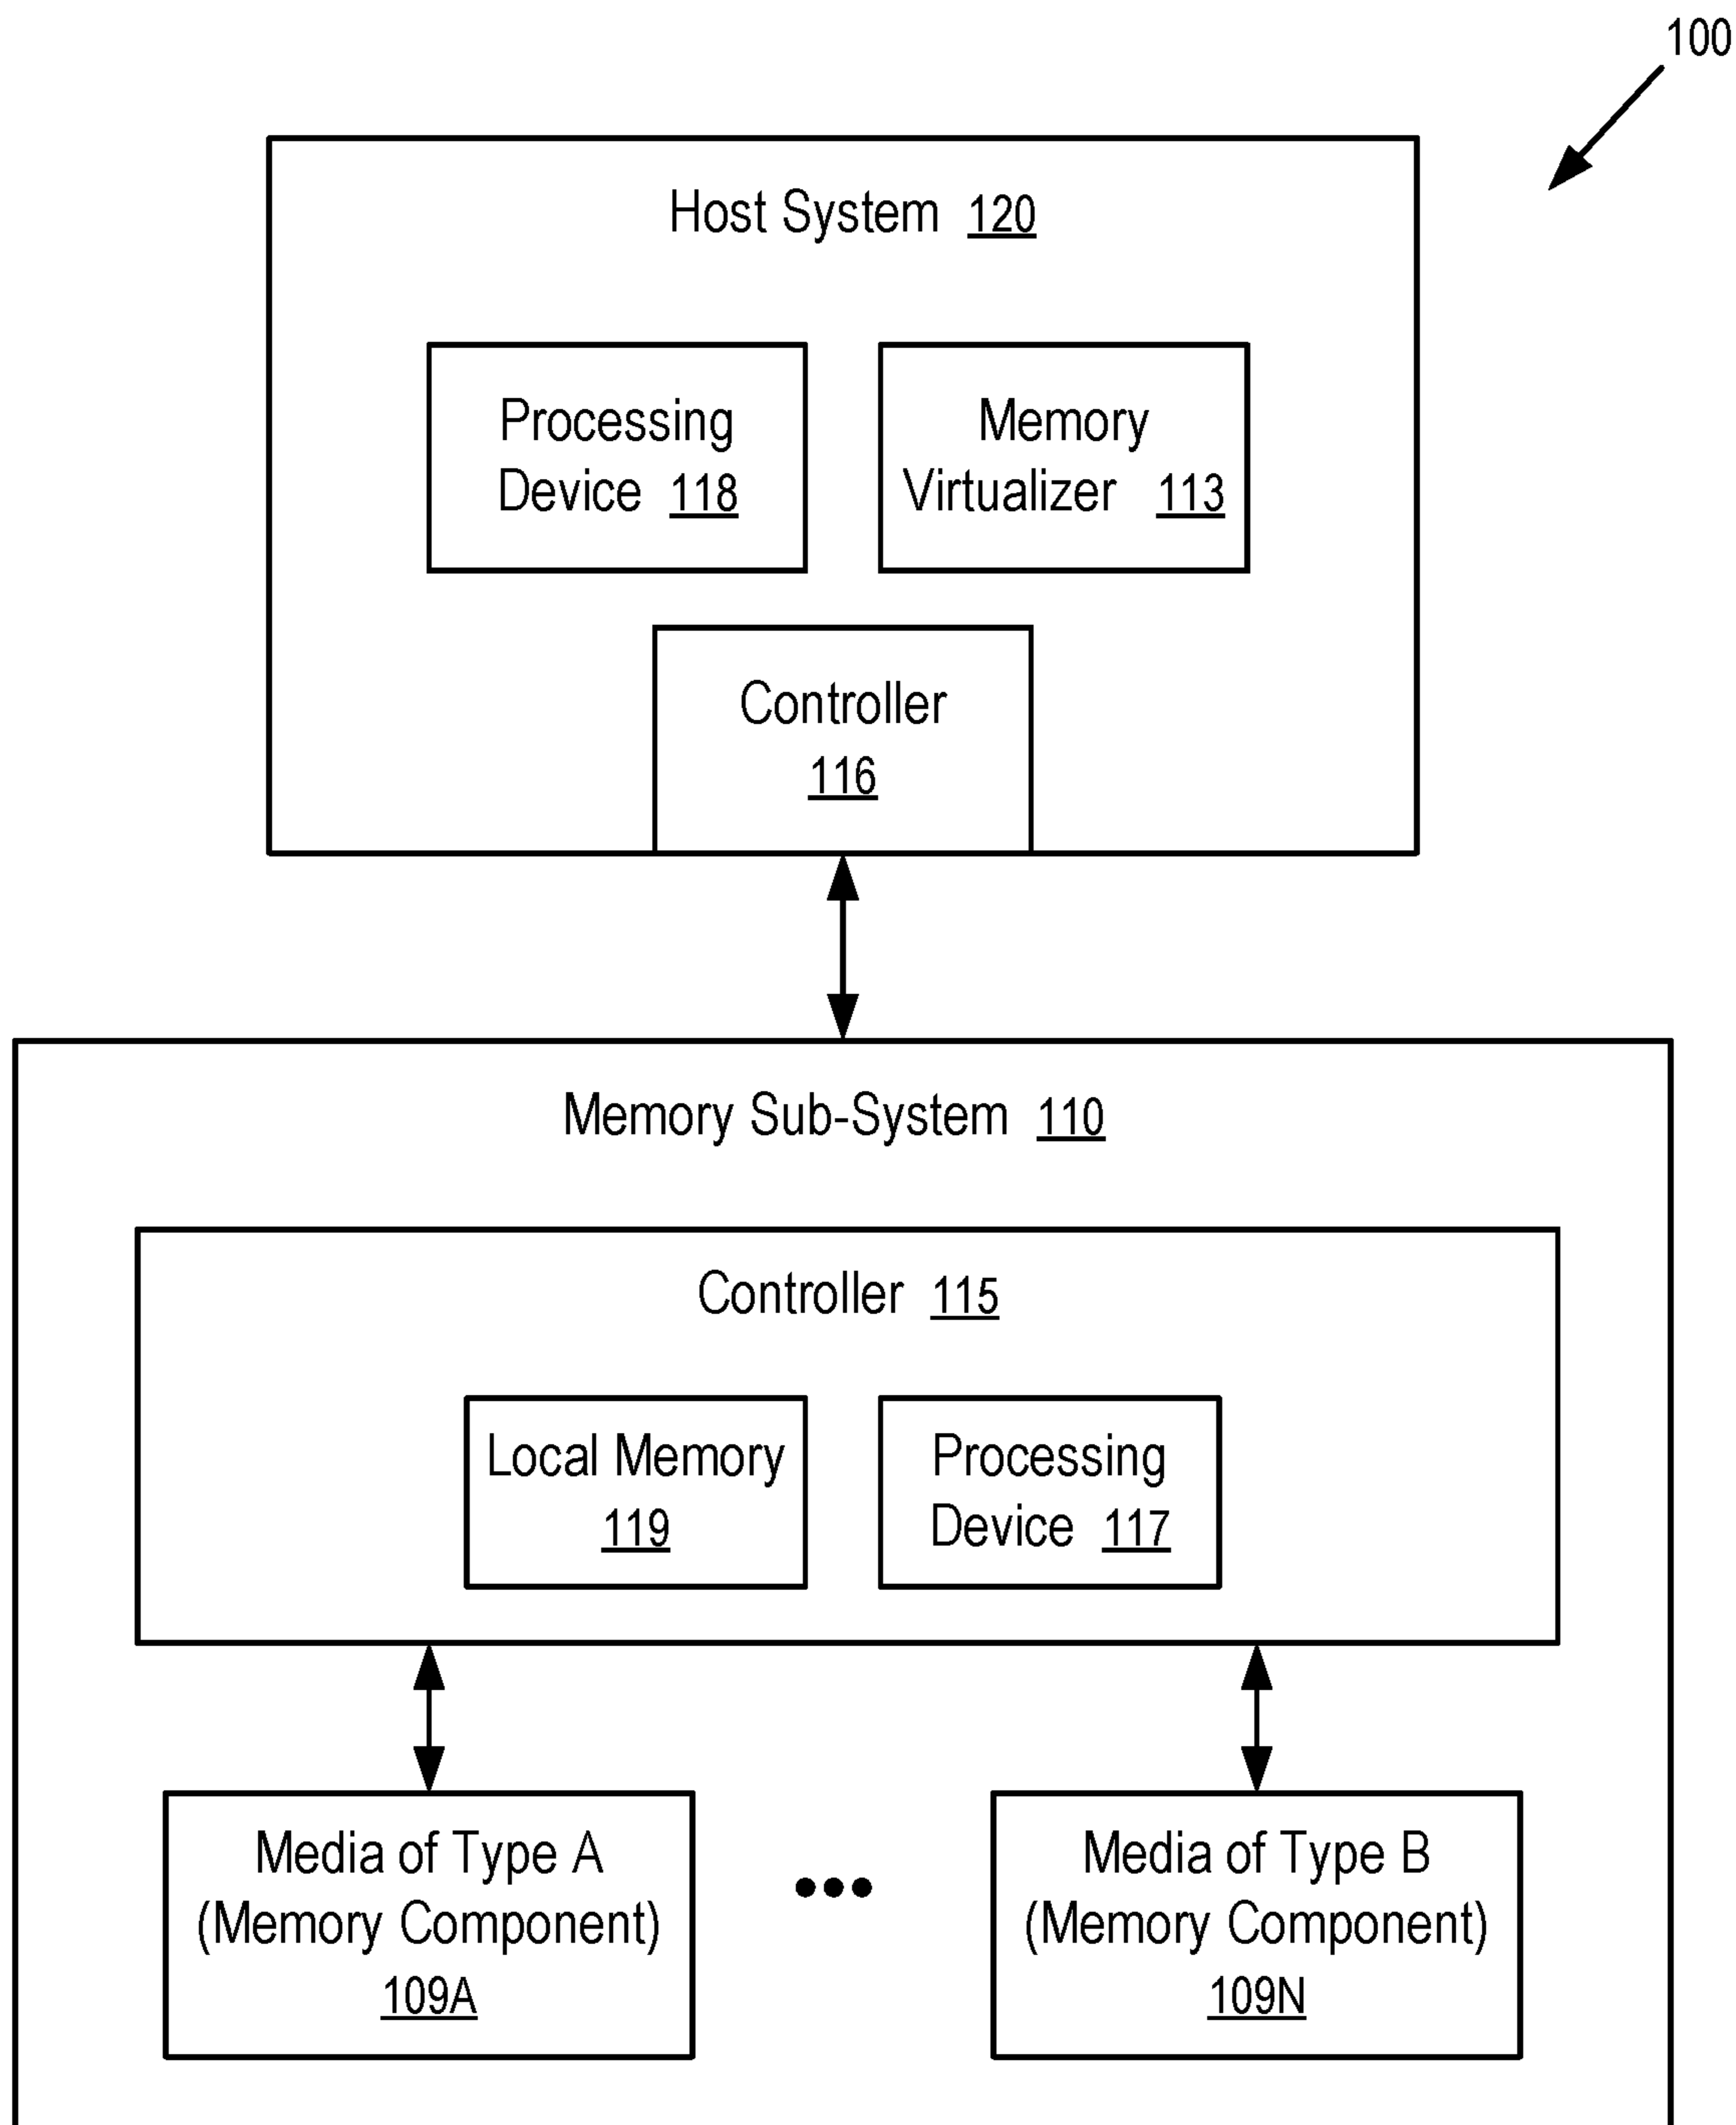 100
Host System 120
Processing
Device 118
Memory
Virtualizer 113
Controller
116
Memory Sub-System 110
Controller 115
Local Memory
119
Processing
Device 117
Media of Type A
(Memory Component)
109A
Media of Type B
(Memory Component)
109N